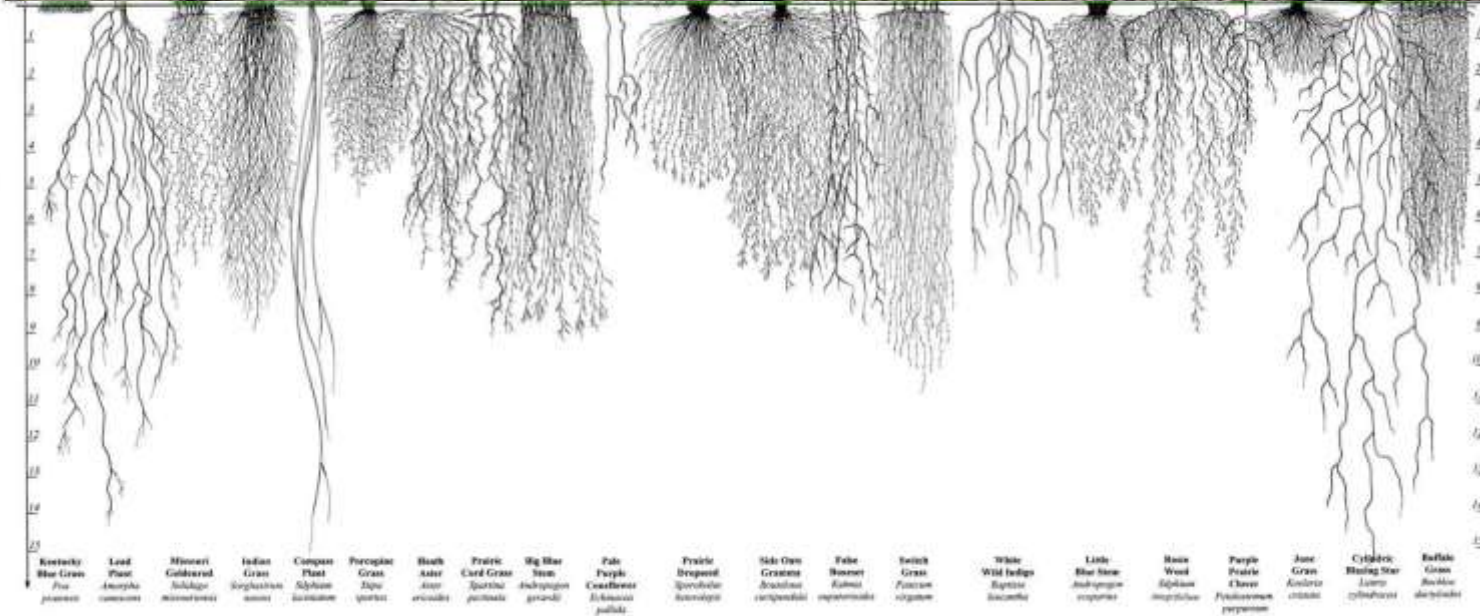 1
2
3
4
5
6
7
8
9
10
11
12
13
14
15
Kentucky
Blue Grass
Lead
Plant
Amorpha
canescens
Missouri
Goldenrod
Solidago
missouriensis
Indian
Grass
Sorghastrum
nutans
Compass
Plant
Silphium
laciniatum
Porcupine
Grass
Stipa
spartea
Heath
Aster
Aster
ericoides
Prairie
Cord Grass
Spartina
pectinata
Big Blue
Stem
Andropogon
gerardii
Pale
Purple
Coneflower
Echinacea
pallida
Prairie
Dropseed
Sporobolus
heterolepis
Side Oats
Gramma
Bouteloua
curtipendula
False
Boneset
Kuhnia
eupatorioides
Switch
Grass
Panicum
virgatum
White
Wild Indigo
Baptisia
leucantha
Little
Blue Stem
Andropogon
scoparius
Rosin
Weed
Silphium
integrifolium
Purple
Prairie
Clover
Petalostemum
purpureum
June
Grass
Koeleria
cristata
Cylindric
Blazing Star
Liatris
cylindracea
Buffalo
Grass
Buchloe
dactyloides